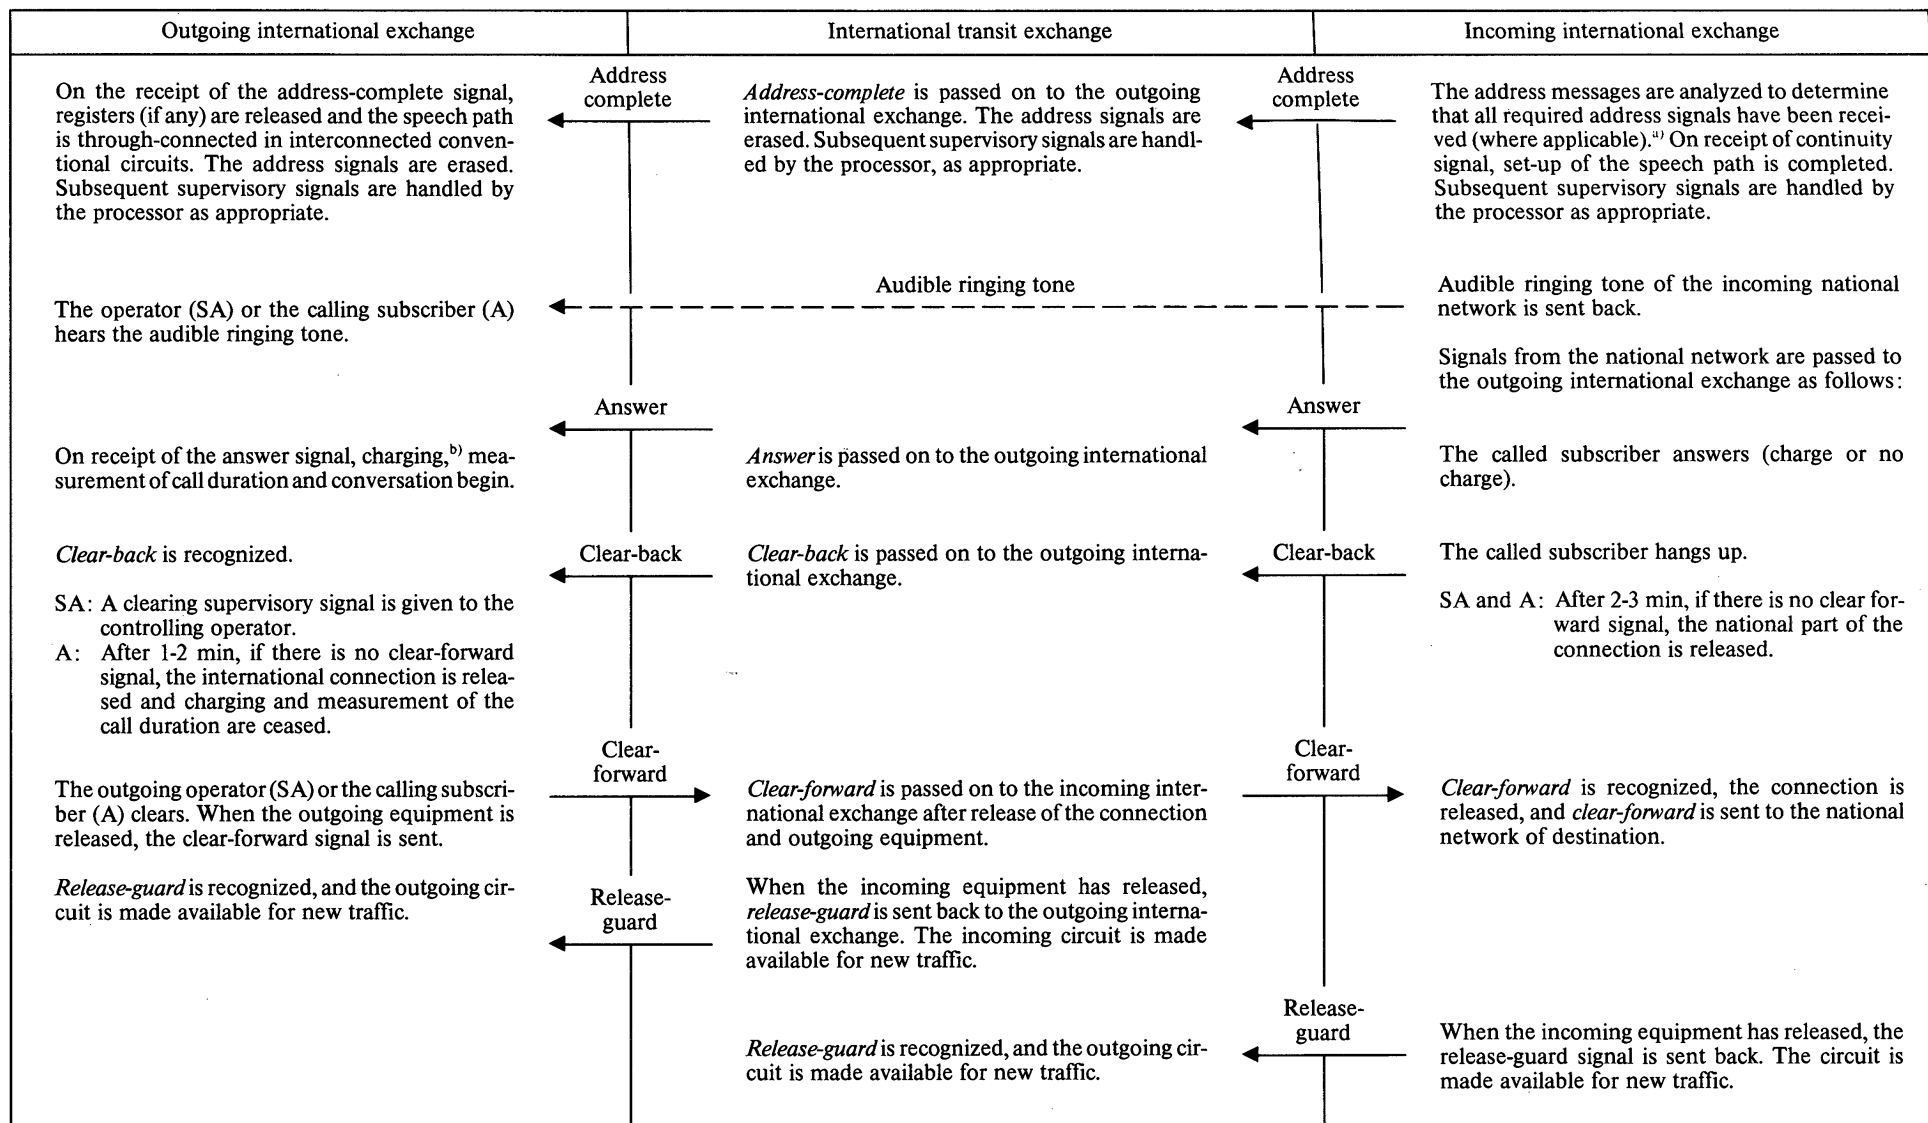 Outgoing international exchange
International transit exchange
Incoming international exchange
On the receipt of the address-complete signal,
registers (if any) are released and the speech path
is through-connected in interconnected conven-
tional circuits. The address signals are erased.
Subsequent supervisory signals are handled by
the processor as appropriate.
Address
complete
Address-complete is passed on to the outgoing
international exchange. The address signals are
erased. Subsequent supervisory signals are handl-
ed by the processor, as appropriate.
Address
complete
The address messages are analyzed to determine
that all required address signals have been recei-
ved (where applicable).a) On receipt of continuity
signal, set-up of the speech path is completed.
Subsequent supervisory signals are handled by
the processor as appropriate.
The operator (SA) or the calling subscriber (A)
hears the audible ringing tone.
Audible ringing tone
Audible ringing tone of the incoming national
network is sent back.
Signals from the national network are passed to
the outgoing international exchange as follows:
On receipt of the answer signal, charging,b) mea-
surement of call duration and conversation begin.
Answer
Answer is passed on to the outgoing international
exchange.
Answer
The called subscriber answers (charge or no
charge).
Clear-back is recognized.
SA: A clearing supervisory signal is given to the
controlling operator.
A: After 1-2 min, if there is no clear-forward
signal, the international connection is relea-
sed and charging and measurement of the
call duration are ceased.
Clear-back
Clear-back is passed on to the outgoing interna-
tional exchange.
Clear-back
The called subscriber hangs up.
SA and A: After 2-3 min, if there is no clear for-
ward signal, the national part of the
connection is released.
The outgoing operator (SA) or the calling subscri-
ber (A) clears. When the outgoing equipment is
released, the clear-forward signal is sent.
Clear-
forward
Clear-forward is passed on to the incoming inter-
national exchange after release of the connection
and outgoing equipment.
Clear-
forward
Clear-forward is recognized, the connection is
released, and clear-forward is sent to the national
network of destination.
Release-guard is recognized, and the outgoing cir-
cuit is made available for new traffic.
Release-
guard
When the incoming equipment has released,
release-guard is sent back to the outgoing interna-
tional exchange. The incoming circuit is made
available for new traffic.
Release-guard is recognized, and the outgoing cir-
cuit is made available for new traffic.
Release-
guard
When the incoming equipment has released, the
release-guard signal is sent back. The circuit is
made available for new traffic.